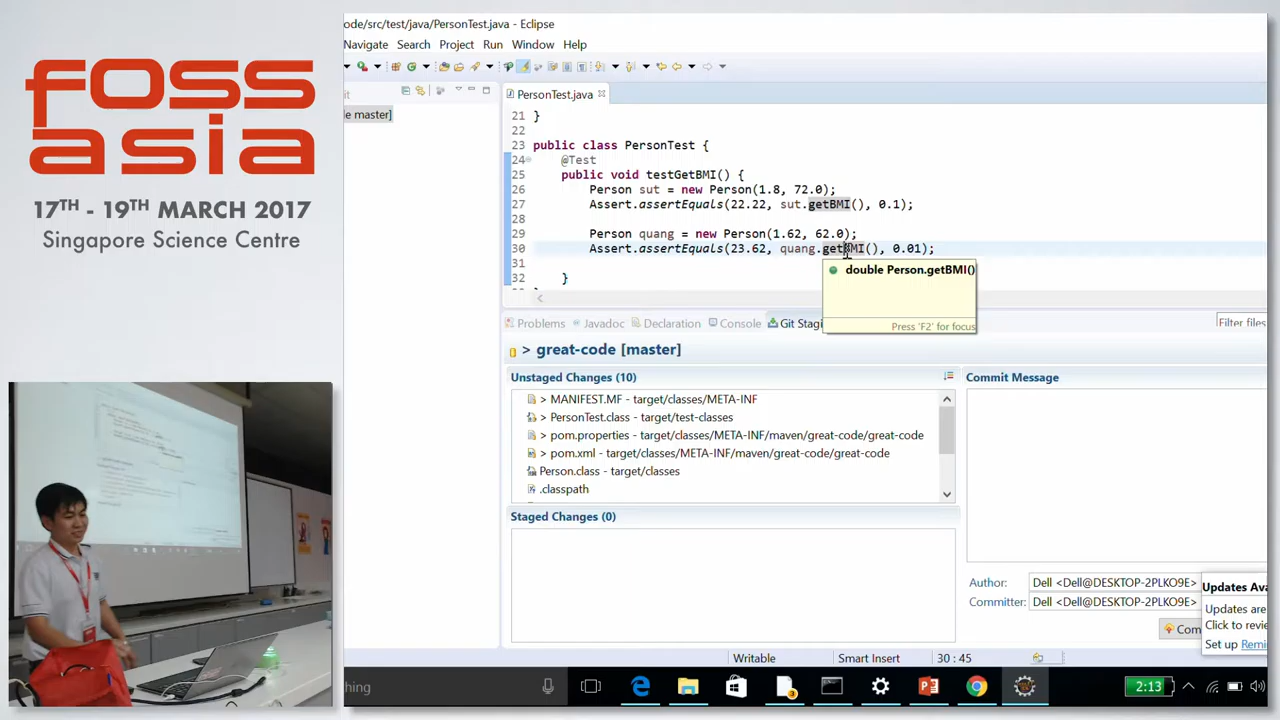 foss
asia
17TH - 19TH MARCH 2017
Singapore Science Centre
ode/src/test/java/PersonTest.java - Eclipse
Navigate Search Project Run Window Help
PersonTest.java
le master]
21 }
22
23 public class PersonTest {
24 @Test
25 public void testGetBMI() {
26 Person sut = new Person(1.8, 72.0);
27 Assert.assertEquals(22.22, sut.getBMI(), 0.1);
28
29 Person quang = new Person(1.62, 62.0);
30 Assert.assertEquals(23.62, quang.getBMI(), 0.01);
31
32 }
double Person.getBMI()
Press 'F2' for focus
Problems Javadoc Declaration Console Git Stagi
Filter files
> great-code [master]
Unstaged Changes (10)
> MANIFEST.MF - target/classes/META-INF
> PersonTest.class - target/test-classes
> pom.properties - target/classes/META-INF/maven/great-code/great-code
> pom.xml - target/classes/META-INF/maven/great-code/great-code
Person.class - target/classes
.classpath
Staged Changes (0)
Commit Message
Author: Dell <Dell@DESKTOP-2PLKO9E>
Committer: Dell <Dell@DESKTOP-2PLKO9E>
Com
Updates Ava
Updates are
Click to revie
Set up Remi
Writable Smart Insert 30 : 45
hing
2:13